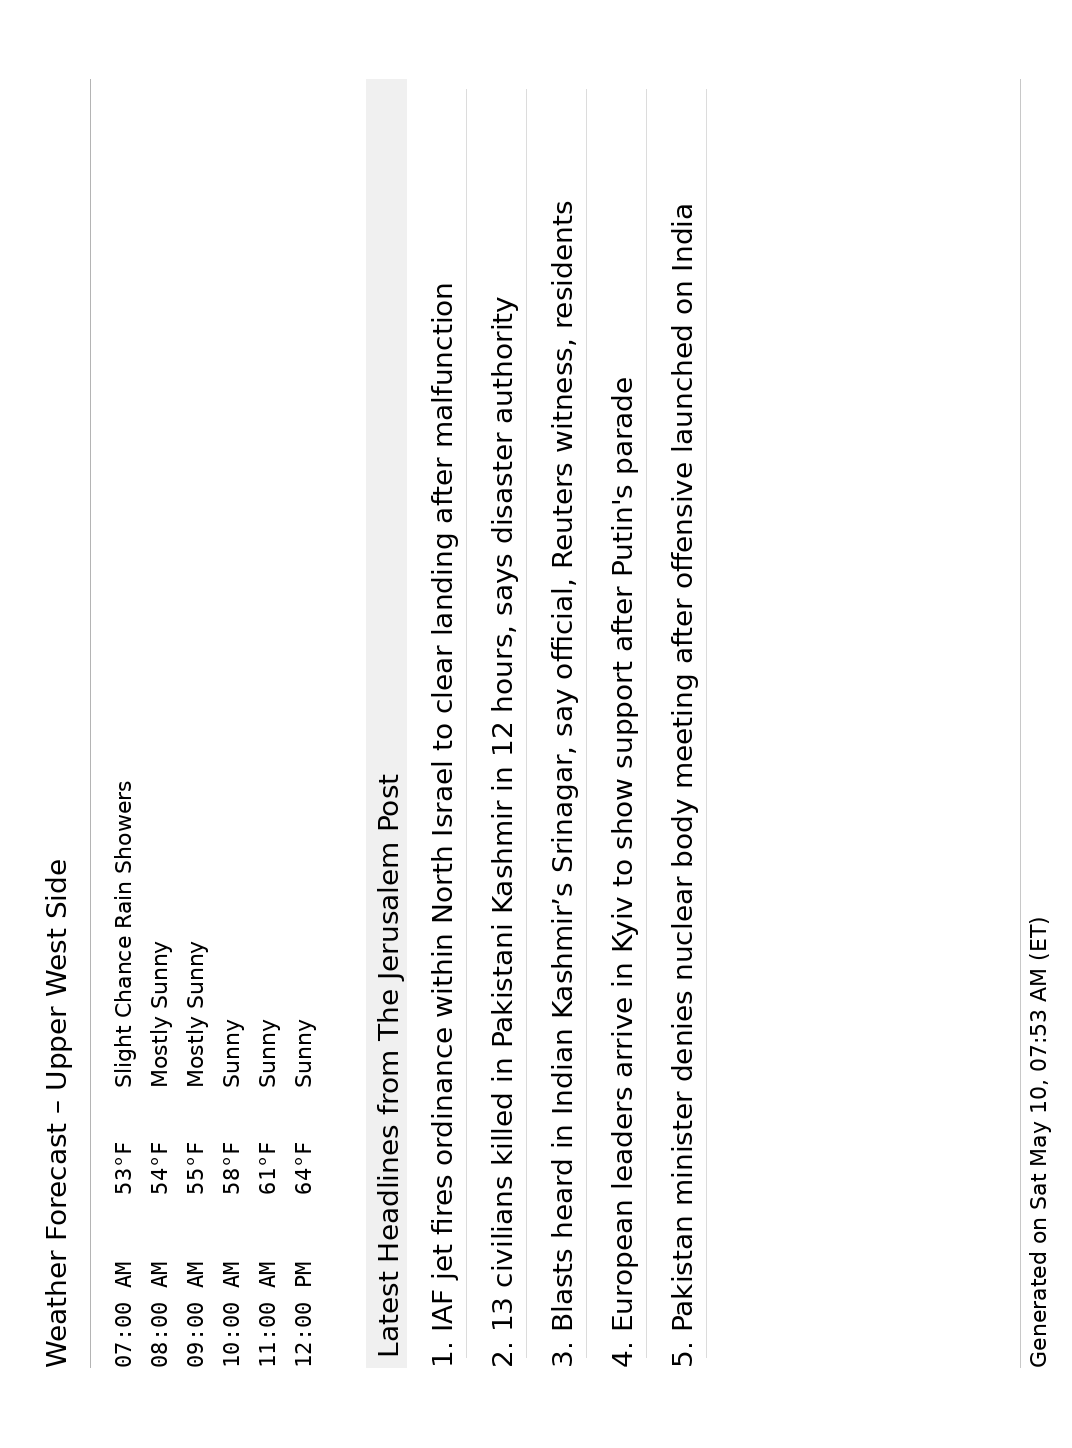 Weather Forecast – Upper West Side
07:00 AM 53°F Slight Chance Rain Showers
08:00 AM 54°F Mostly Sunny
09:00 AM 55°F Mostly Sunny
10:00 AM 58°F Sunny
11:00 AM 61°F Sunny
12:00 PM 64°F Sunny
Latest Headlines from The Jerusalem Post
1. IAF jet fires ordinance within North Israel to clear landing after malfunction
2. 13 civilians killed in Pakistani Kashmir in 12 hours, says disaster authority
3. Blasts heard in Indian Kashmir’s Srinagar, say official, Reuters witness, residents
4. European leaders arrive in Kyiv to show support after Putin's parade
5. Pakistan minister denies nuclear body meeting after offensive launched on India
Generated on Sat May 10, 07:53 AM (ET)